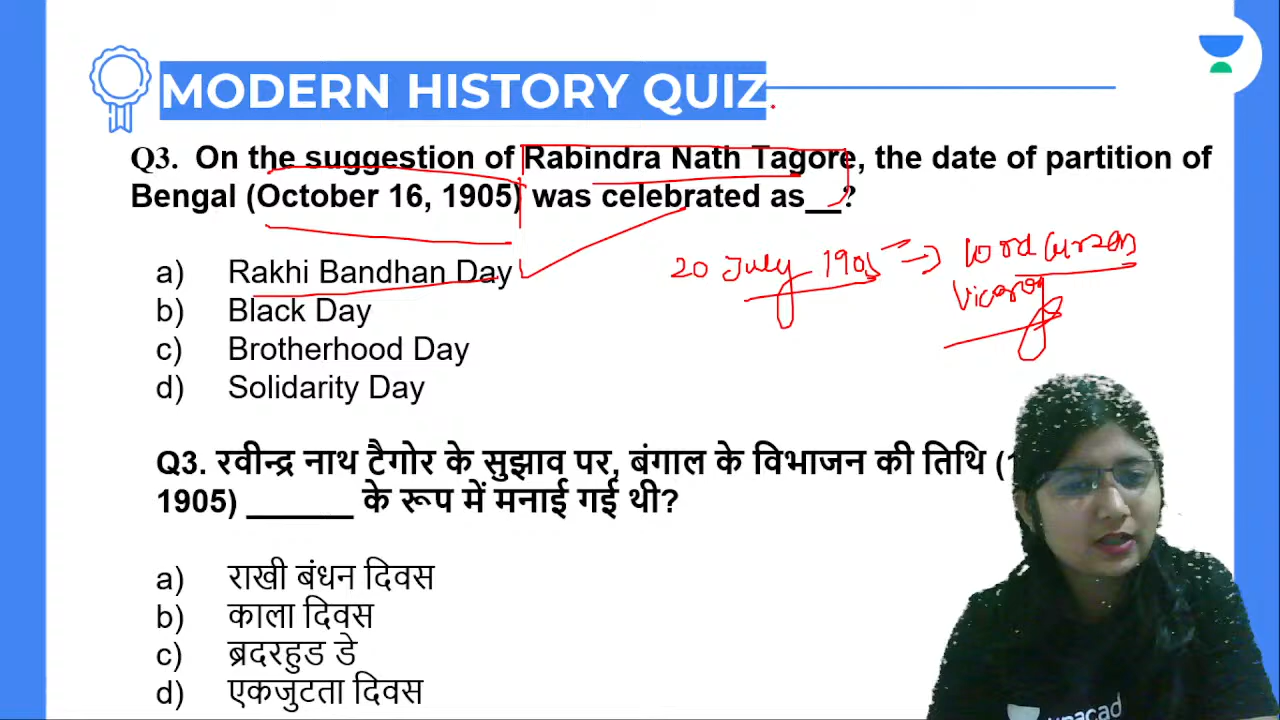 MODERN HISTORY QUIZ
Q3. On the suggestion of Rabindra Nath Tagore, the date of partition of
Bengal (October 16, 1905) was celebrated as__?
a) Rakhi Bandhan Day
b) Black Day
c) Brotherhood Day
d) Solidarity Day
20 July 1905 → Lord Curzon
Viceroy
Q3. रवीन्द्र नाथ टैगोर के सुझाव पर, बंगाल के विभाजन की तिथि (
1905) ______ के रूप में मनाई गई थी?
a) राखी बंधन दिवस
b) काला दिवस
c) ब्रदरहुड डे
d) एकजुटता दिवस